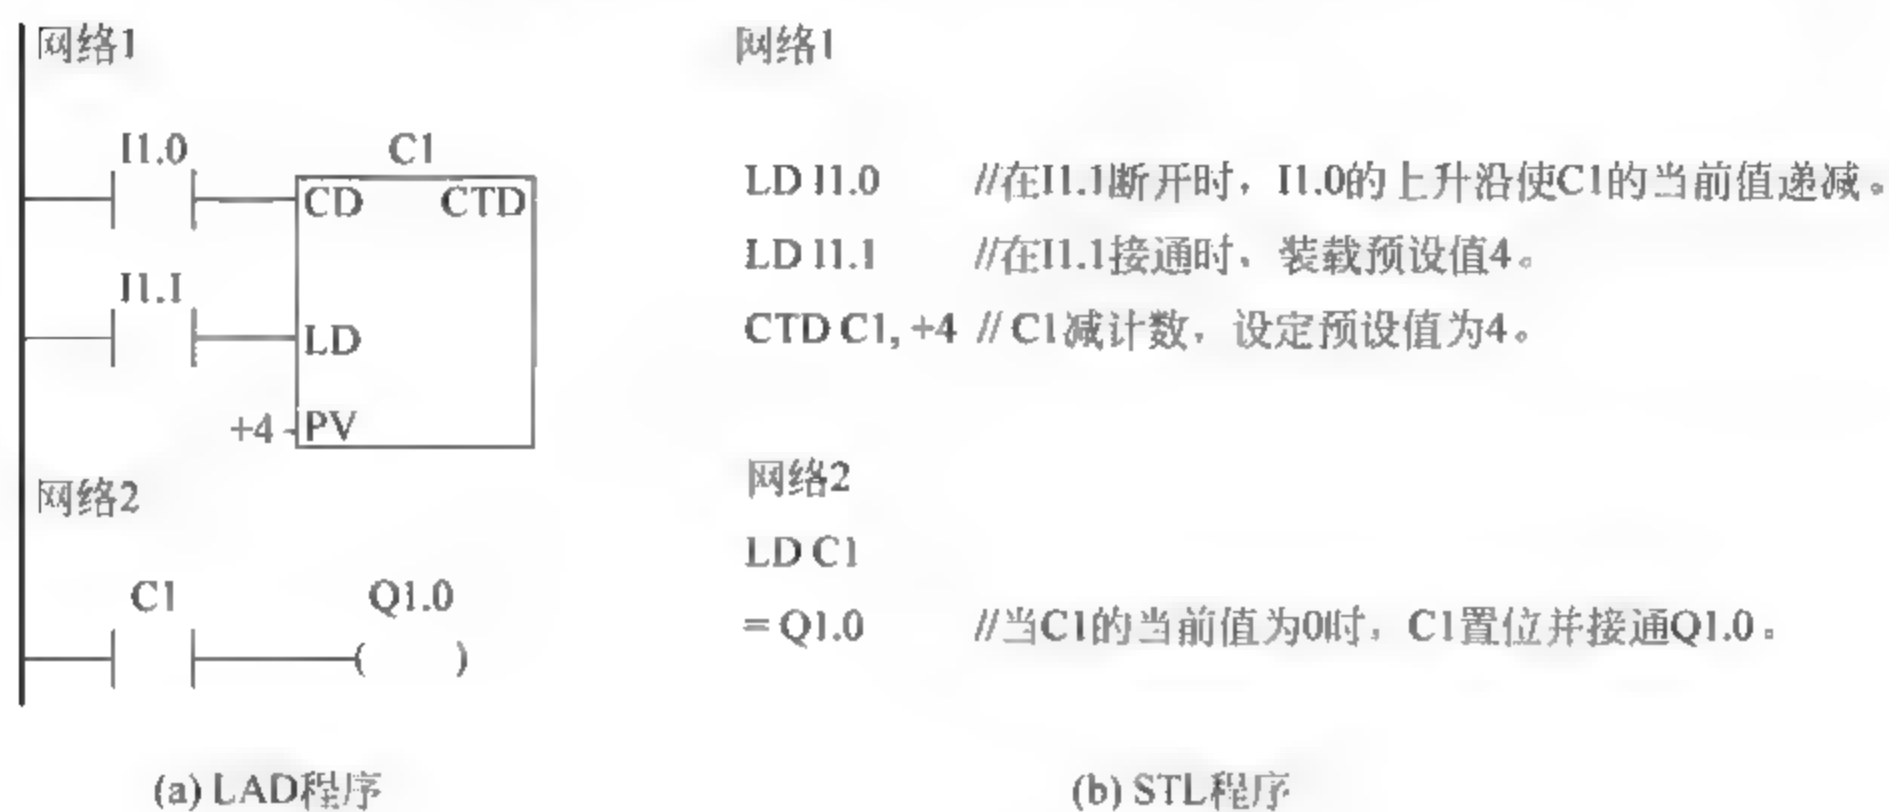 网络1
I1.0
C1
CD
CTD
I1.1
LD
+4
PV
网络2
C1
Q1.0
( )
(a) LAD程序
网络1
LD I1.0 //在I1.1断开时，I1.0的上升沿使C1的当前值递减。
LD I1.1 //在I1.1接通时，装载预设值4。
CTD C1, +4 // C1减计数，设定预设值为4。
网络2
LD C1
= Q1.0 //当C1的当前值为0时，C1置位并接通Q1.0。
(b) STL程序